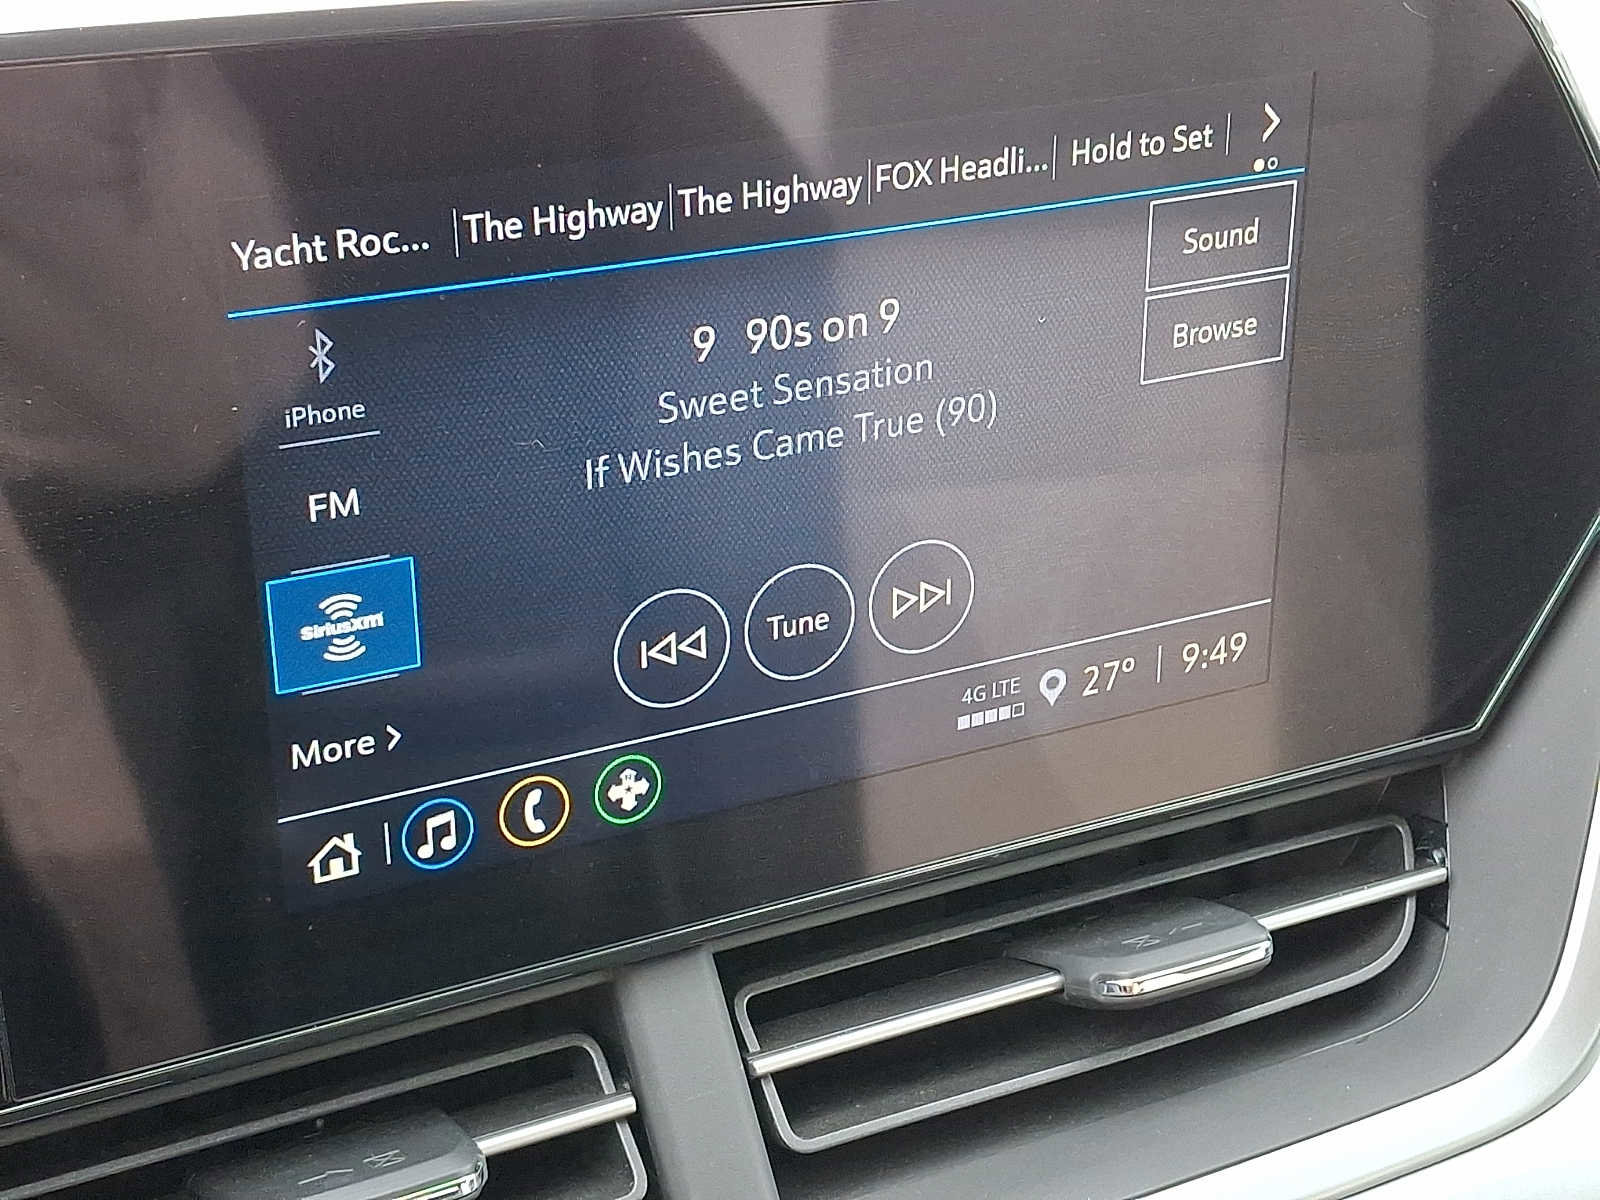 Yacht Roc... The Highway The Highway FOX Headli... Hold to Set
Sound
Browse
9 90s on 9
Sweet Sensation
If Wishes Came True (90)
iPhone
FM
SiriusXM
More
Tune
4G LTE 27° 9:49